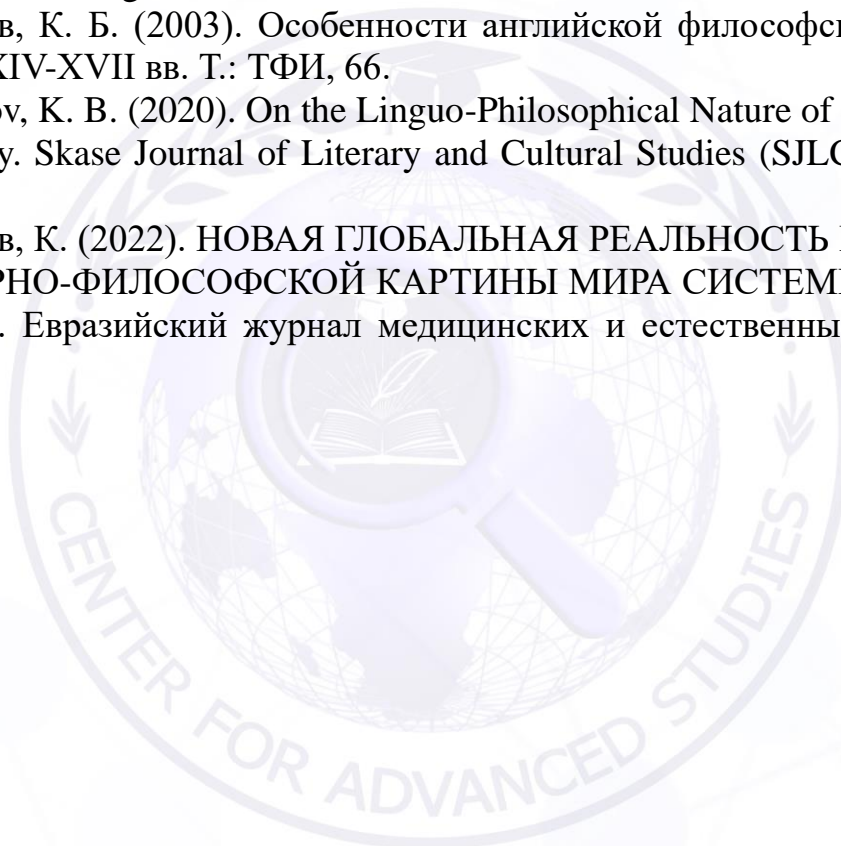 в, К. Б. (2003). Особенности английской философс
XIV-XVII вв. Т.: ТФИ, 66.
ov, K. B. (2020). On the Linguo-Philosophical Nature of
y. Skase Journal of Literary and Cultural Studies (SJLC
в, К. (2022). НОВАЯ ГЛОБАЛЬНАЯ РЕАЛЬНОСТЬ
РНО-ФИЛОСОФСКОЙ КАРТИНЫ МИРА СИСТЕМ
. Евразийский журнал медицинских и естественны
CENTER FOR ADVANCED STUDIES